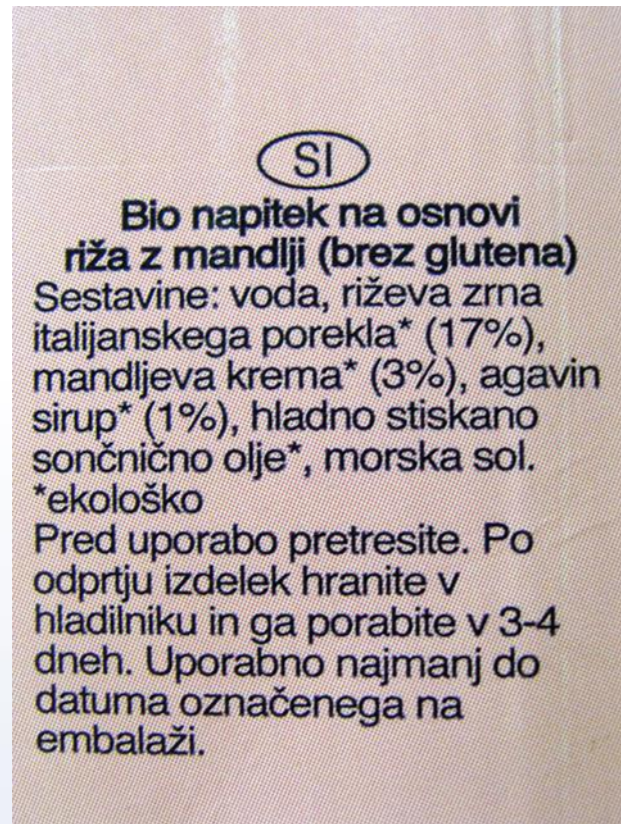 SI
Bio napitek na osnovi
riža z mandlji (brez glutena)
Sestavine: voda, riževa zrna
italijanskega porekla* (17%),
mandljeva krema* (3%), agavin
sirup* (1%), hladno stiskano
sončnično olje*, morska sol.
*ekološko
Pred uporabo pretresite. Po
odprtju izdelek hranite v
hladilniku in ga porabite v 3-4
dneh. Uporabno najmanj do
datuma označenega na
embalaži.